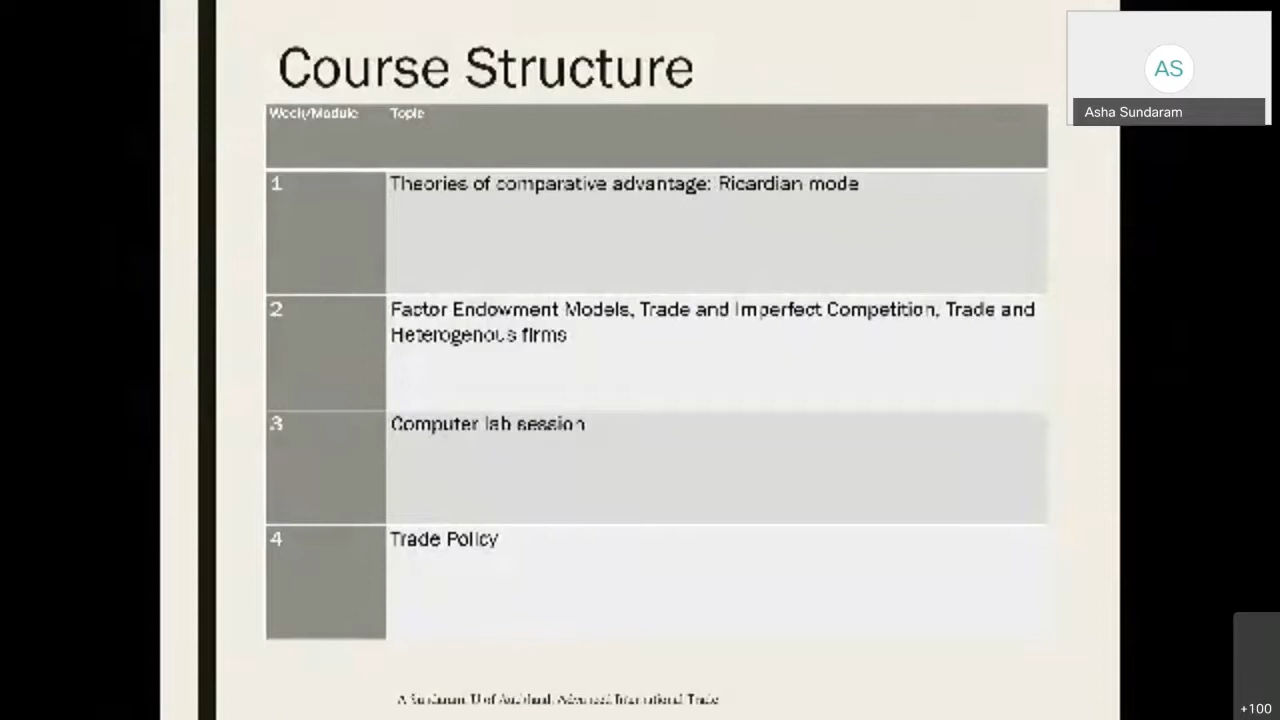 Course Structure
AS
Asha Sundaram
Week/Module Topic
1 Theories of comparative advantage: Ricardian mode
2 Factor Endowment Models, Trade and Imperfect Competition, Trade and
Heterogenous firms
3 Computer lab session
4 Trade Policy
A Sundaram, U of Auckland, Advanced International Trade
+100